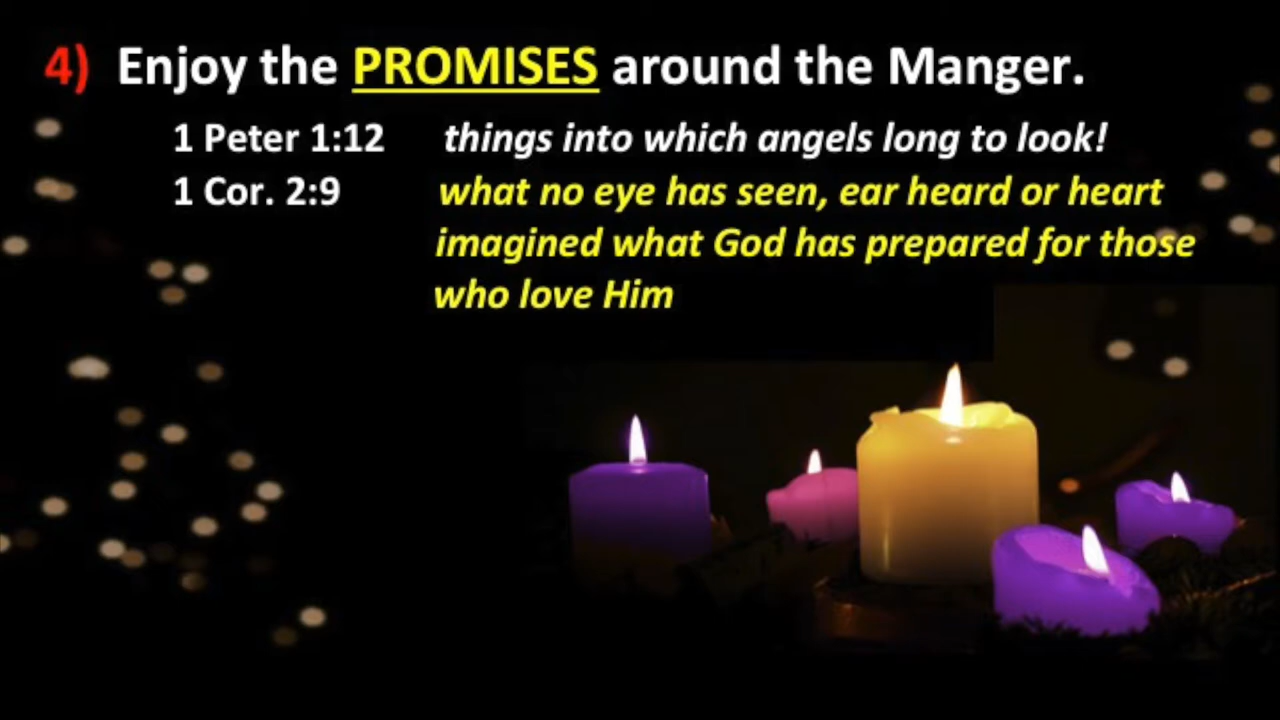 4) Enjoy the PROMISES around the Manger.
1 Peter 1:12 things into which angels long to look!
1 Cor. 2:9 what no eye has seen, ear heard or heart
imagined what God has prepared for those
who love Him